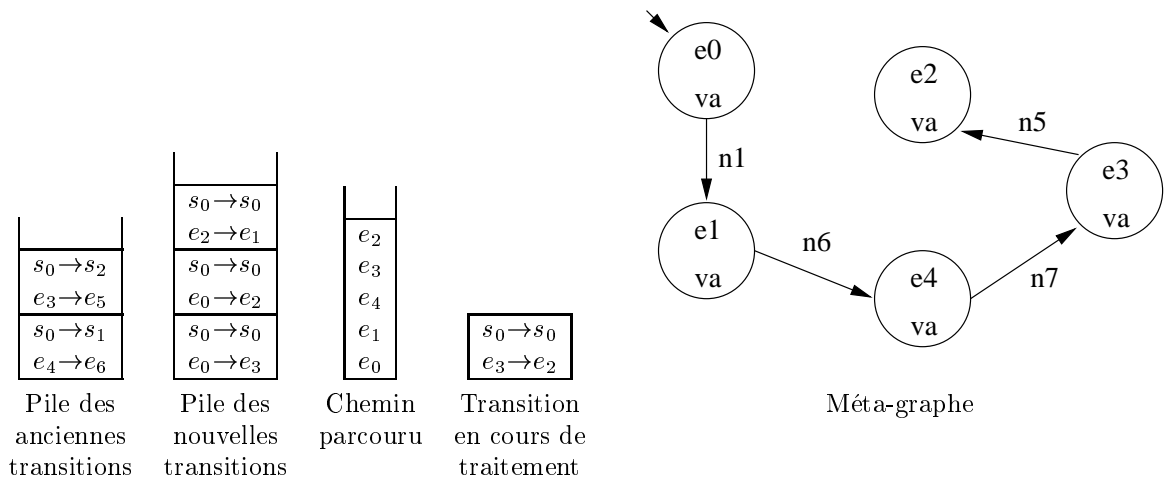 s₀→s₂
e₃→e₅
s₀→s₁
e₄→e₆
Pile des
anciennes
transitions
s₀→s₀
e₂→e₁
s₀→s₀
e₀→e₂
s₀→s₀
e₀→e₃
Pile des
nouvelles
transitions
e₂
e₃
e₄
e₁
e₀
Chemin
parcouru
s₀→s₀
e₃→e₂
Transition
en cours de
traitement
e0
va
n1
e1
va
n6
e4
va
n7
e3
va
n5
e2
va
Méta-graphe